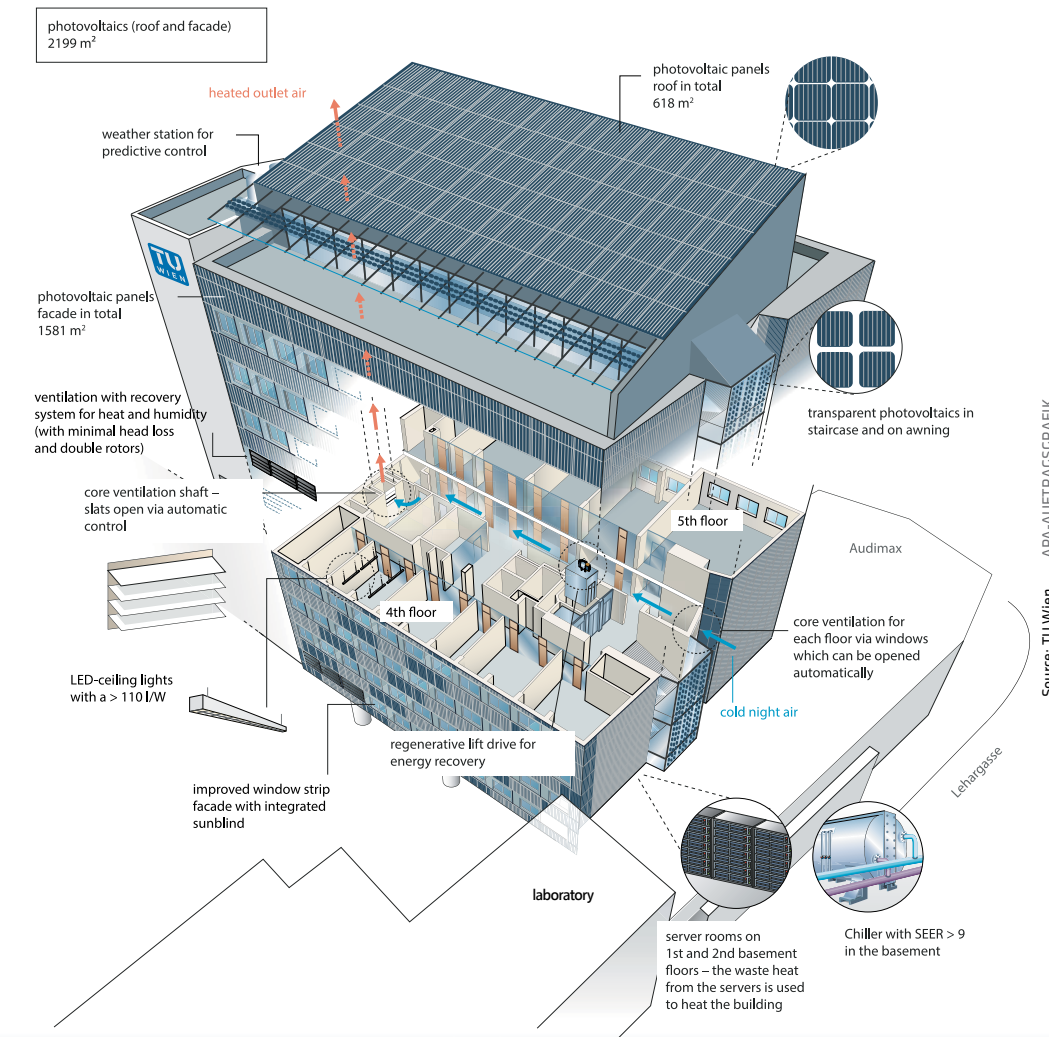 photovoltaics (roof and facade)
2199 m²
heated outlet air
photovoltaic panels
roof in total
618 m²
weather station for
predictive control
TU
WIEN
photovoltaic panels
facade in total
1581 m²
ventilation with recovery
system for heat and humidity
(with minimal head loss
and double rotors)
transparent photovoltaics in
staircase and on awning
core ventilation shaft –
slats open via automatic
control
5th floor
Audimax
4th floor
core ventilation for
each floor via windows
which can be opened
automatically
LED-ceiling lights
with a > 110 l/W
cold night air
regenerative lift drive for
energy recovery
improved window strip
facade with integrated
sunblind
Lehargasse
laboratory
server rooms on
1st and 2nd basement
floors – the waste heat
from the servers is used
to heat the building
Chiller with SEER > 9
in the basement
Source: TU Wien APA-AUFTRAGSGRAFIK